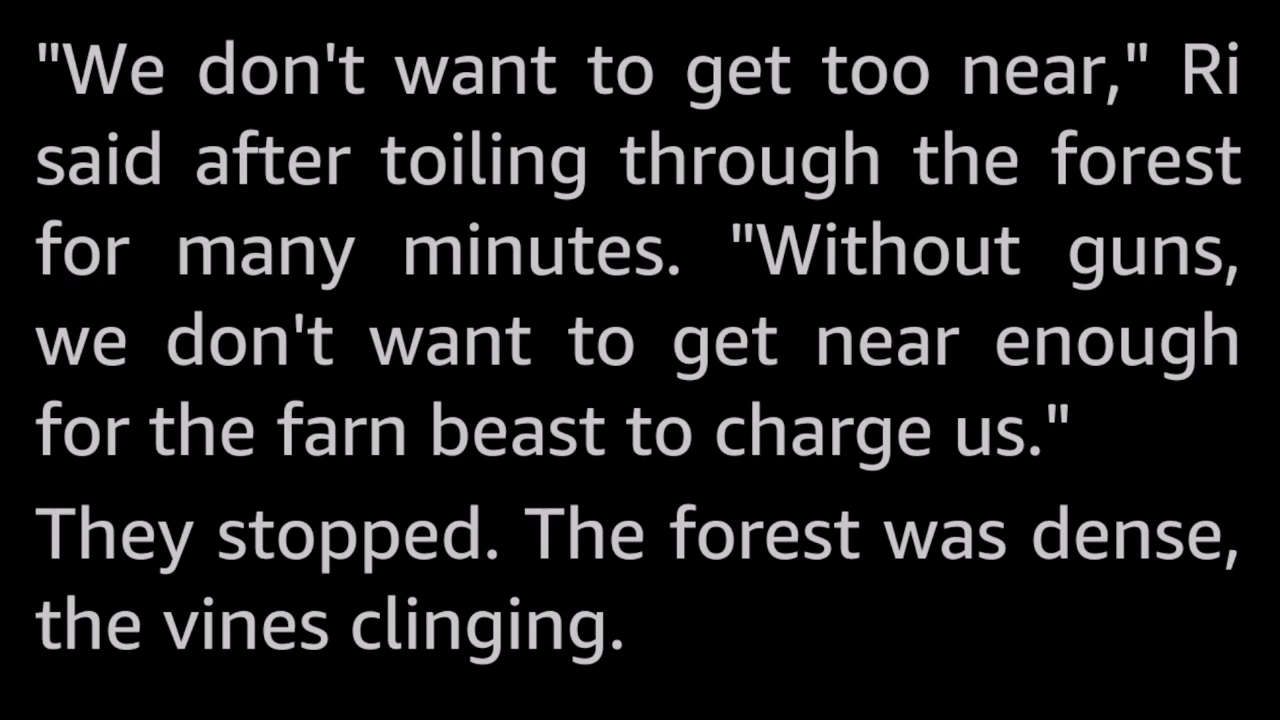 "We don't want to get too near," Ri
said after toiling through the forest
for many minutes. "Without guns,
we don't want to get near enough
for the farn beast to charge us."
They stopped. The forest was dense,
the vines clinging.